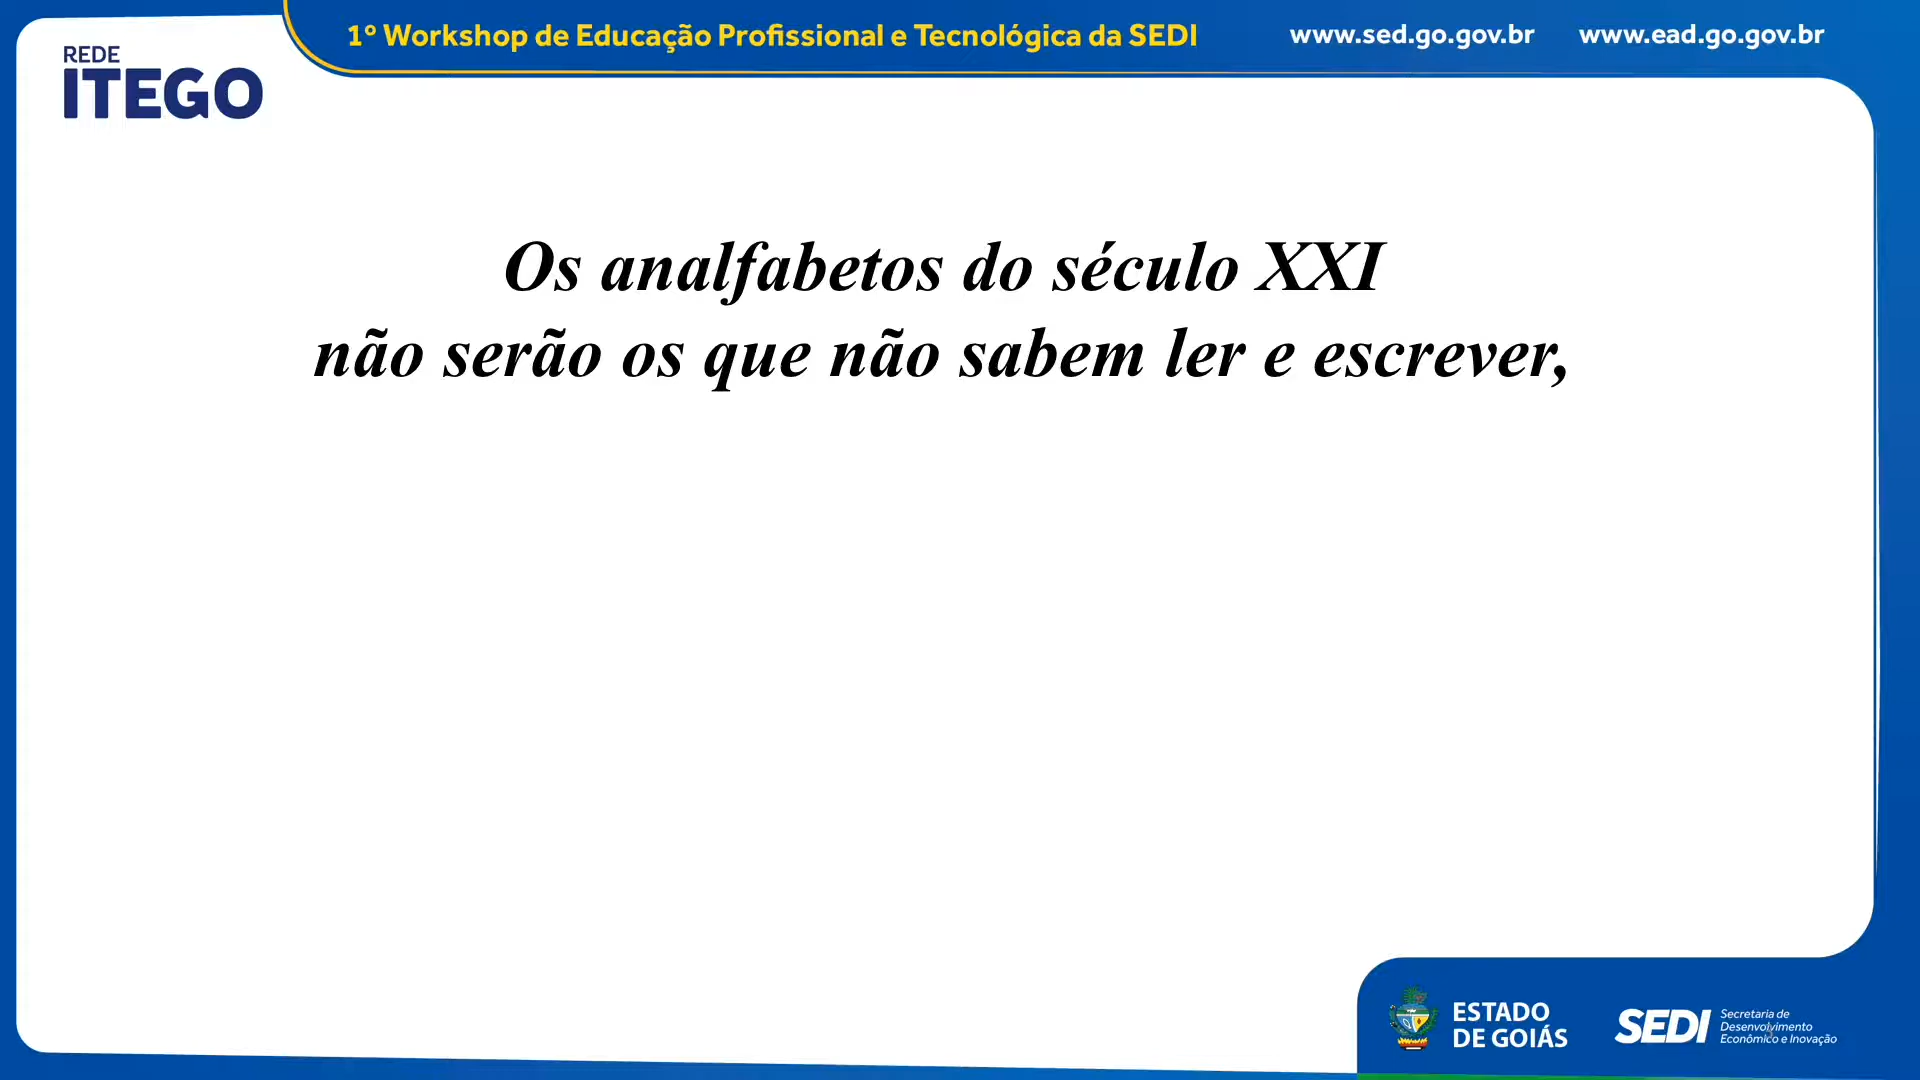 REDE
ITEGO
1º Workshop de Educação Profissional e Tecnológica da SEDI
www.sed.go.gov.br
www.ead.go.gov.br
Os analfabetos do século XXI
não serão os que não sabem ler e escrever,
ESTADO
DE GOIÁS
SEDI
Secretaria de
Desenvolvimento
Econômico e Inovação